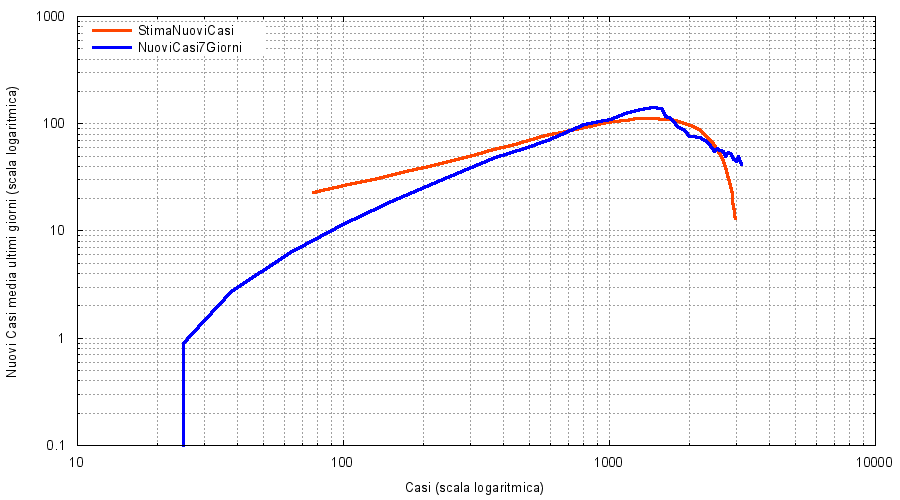 1000
100
10
1
0.1
StimaNuoviCasi
NuoviCasi7Giorni
Nuovi Casi media ultimi giorni (scala logaritmica)
10 100 1000 10000
Casi (scala logaritmica)